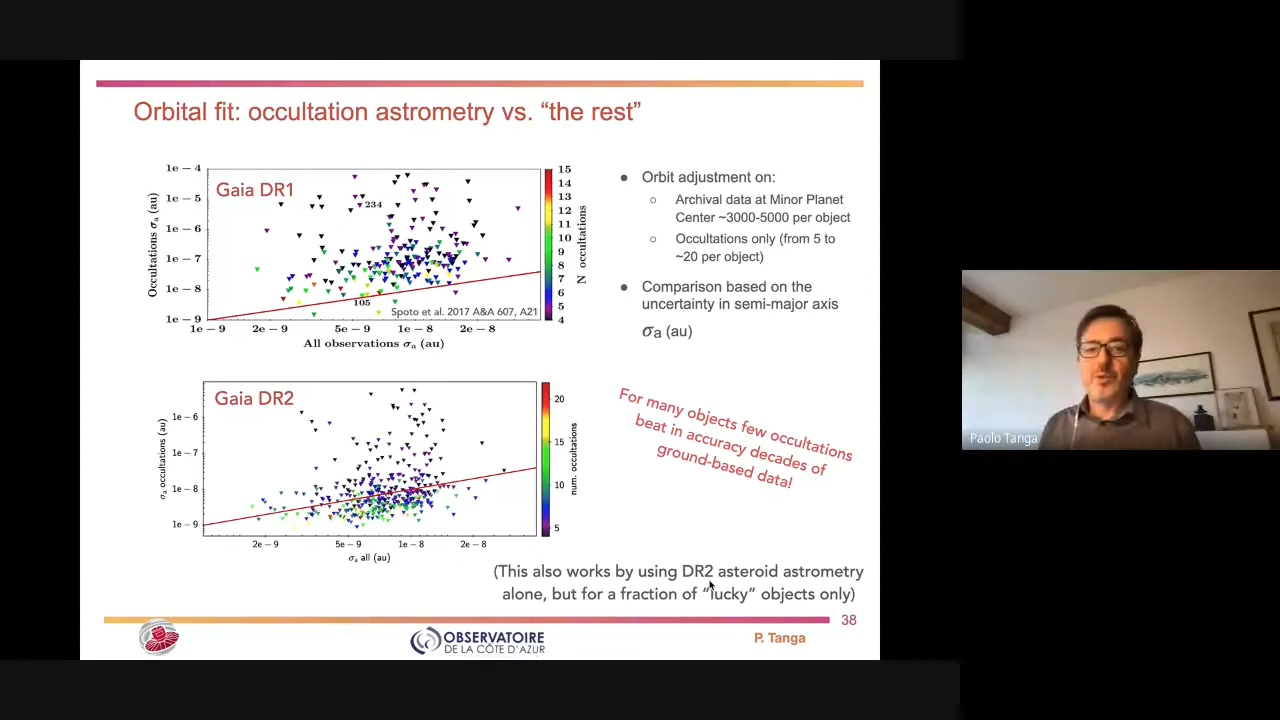 Orbital fit: occultation astrometry vs. “the rest”
Gaia DR1
1e − 4
1e − 5
1e − 6
1e − 7
1e − 8
1e − 9
Occultations σa (au)
234
105
Spoto et al. 2017 A&A 607, A21
1e − 9
2e − 9
5e − 9
1e − 8
2e − 8
All observations σa (au)
15
14
13
12
11
10
9
8
7
6
5
4
N occultations
Gaia DR2
1e − 6
1e − 7
1e − 8
1e − 9
σa occultations (au)
2e − 9
5e − 9
1e − 8
2e − 8
σa all (au)
20
15
10
5
num. occultations
● Orbit adjustment on:
○ Archival data at Minor Planet
Center ~3000-5000 per object
○ Occultations only (from 5 to
~20 per object)
● Comparison based on the
uncertainty in semi-major axis
σa (au)
For many objects few occultations
beat in accuracy decades of
ground-based data!
(This also works by using DR2 asteroid astrometry
alone, but for a fraction of “lucky” objects only)
38
OBSERVATOIRE
DE LA CÔTE D'AZUR
P. Tanga
Paolo Tanga